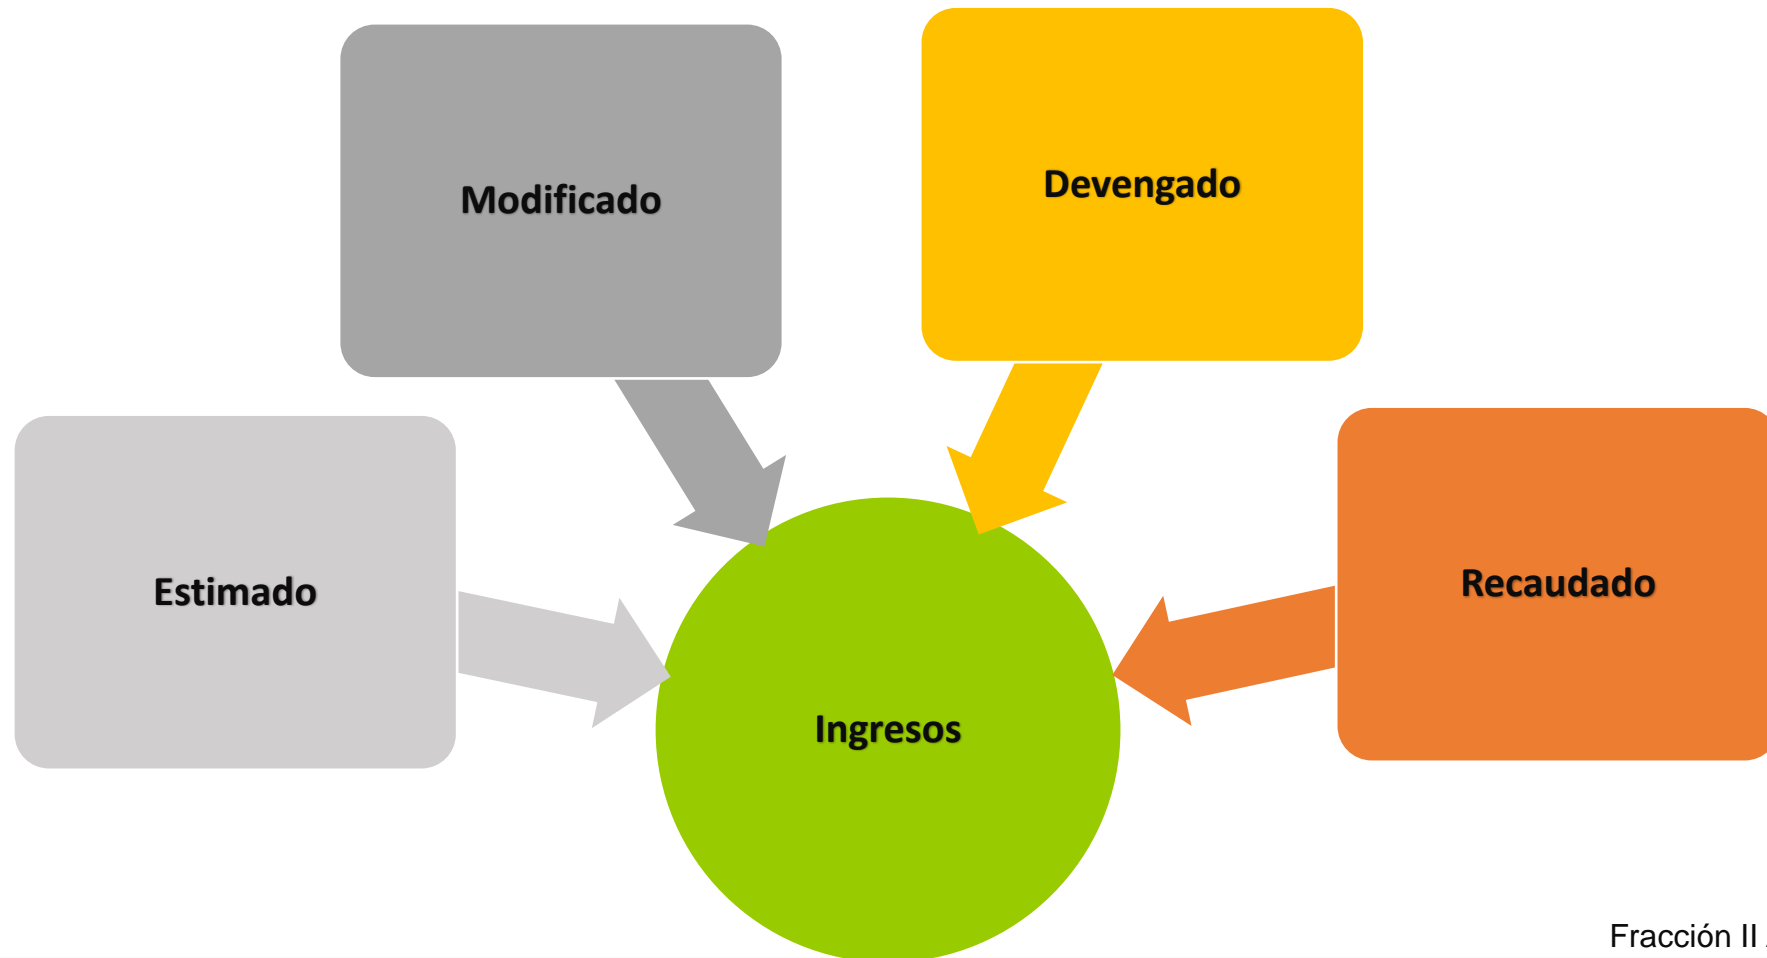 Modificado
Devengado
Estimado
Recaudado
Ingresos
Fracción II